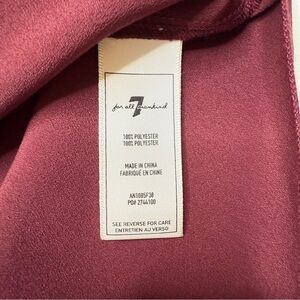 7
for all mankind
100% POLYESTER
100% POLYESTER
MADE IN CHINA
FABRIQUÉ EN CHINE
AN1085F38
PO# 2744100
SEE REVERSE FOR CARE
ENTRETIEN AU VERSO